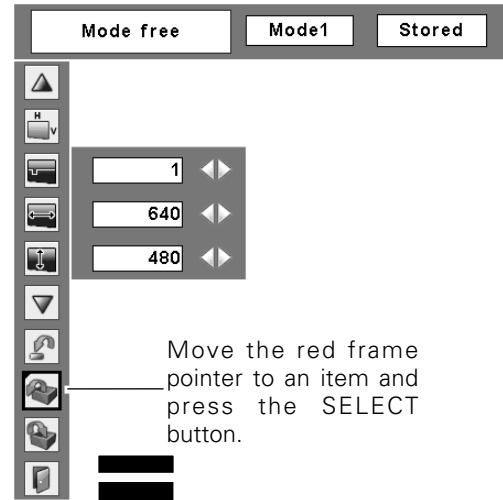 Mode free Mode1 Stored
H
V
1
640
480
Move the red frame
pointer to an item and
press the SELECT
button.